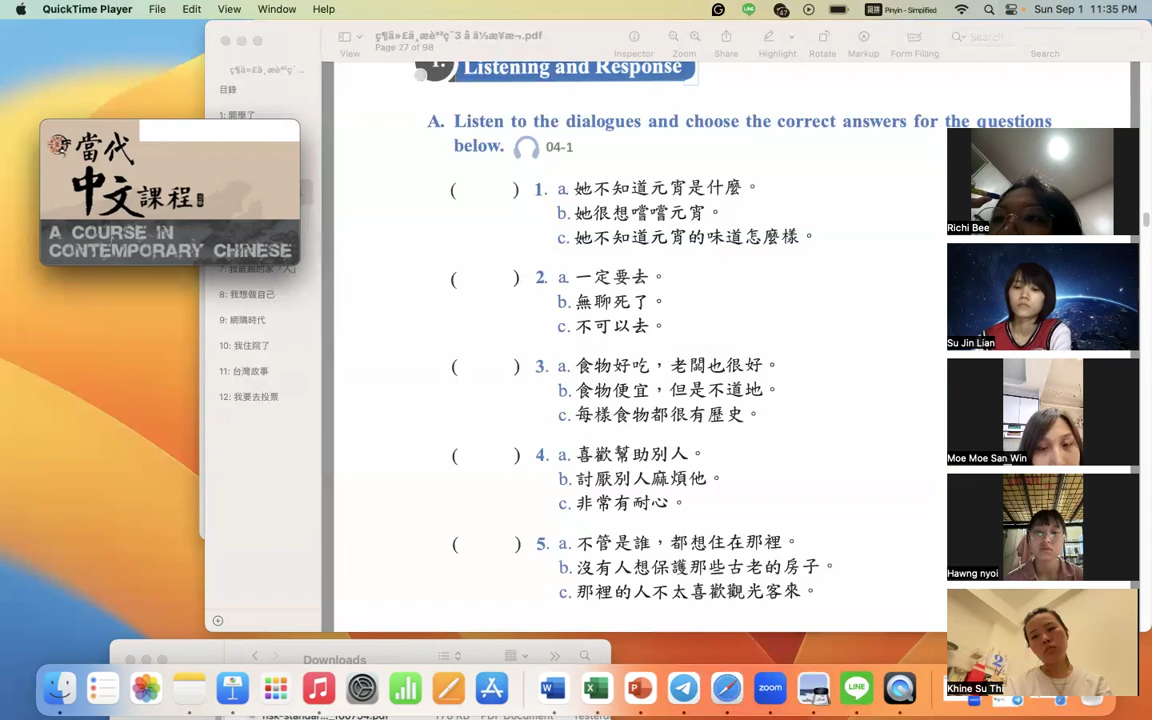 QuickTime Player File Edit View Window Help
Pinyin - Simplified Sun Sep 1 11:35 PM
View
Page 27 of 98
Inspector Zoom Share Highlight Rotate Markup Form Filling Search
Search
目錄
1: 開學了
當代
中文課程
A COURSE IN
CONTEMPORARY CHINESE
8: 我想做自己
9: 網購時代
10: 我住院了
11: 台灣故事
12: 我要去投票
1. Listening and Response
A. Listen to the dialogues and choose the correct answers for the questions
below. 04-1
( ) 1. a. 她不知道元宵是什麼。
b. 她很想嚐嚐元宵。
c. 她不知道元宵的味道怎麼樣。
( ) 2. a. 一定要去。
b. 無聊死了。
c. 不可以去。
( ) 3. a. 食物好吃，老闆也很好。
b. 食物便宜，但是不道地。
c. 每樣食物都很有歷史。
( ) 4. a. 喜歡幫助別人。
b. 討厭別人麻煩他。
c. 非常有耐心。
( ) 5. a. 不管是誰，都想住在那裡。
b. 沒有人想保護那些古老的房子。
c. 那裡的人不太喜歡觀光客來。
Richi Bee
Su Jin Lian
Moe Moe San Win
Hawng nyoi
Khine Su Thi
Downloads
zoom
LINE